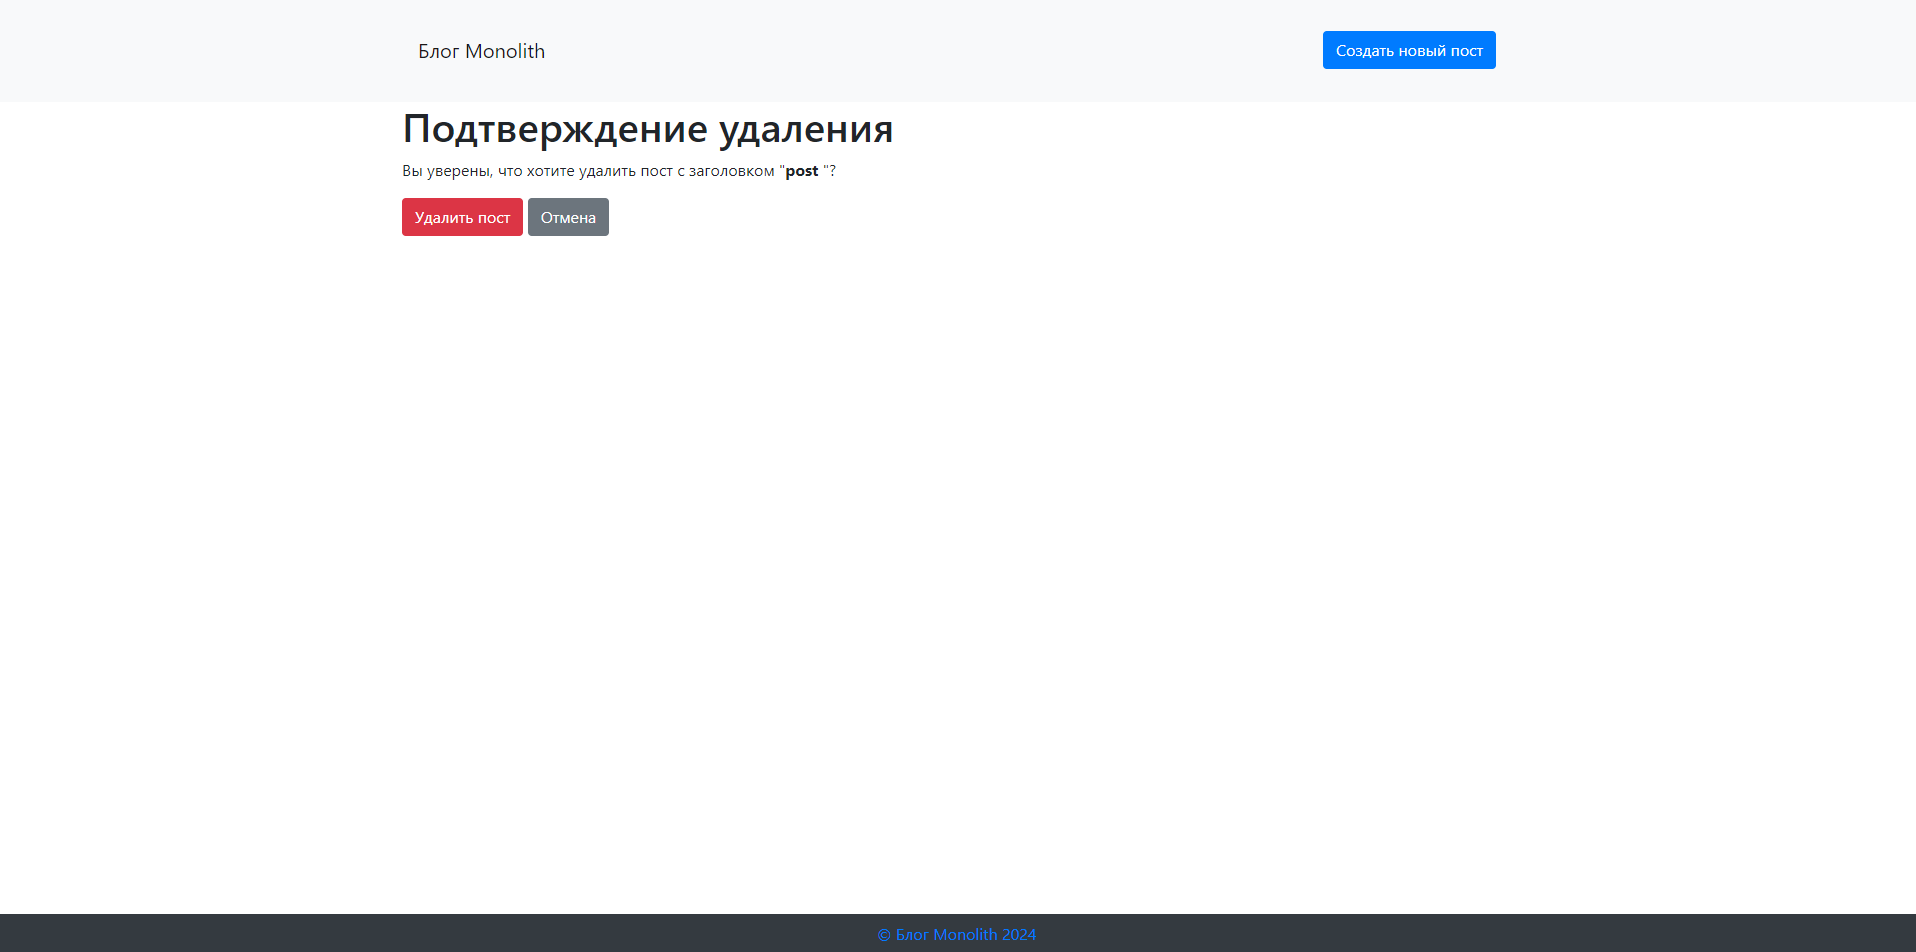 Блог Monolith
Создать новый пост
Подтверждение удаления
Вы уверены, что хотите удалить пост с заголовком "post "?
Удалить пост Отмена
© Блог Monolith 2024